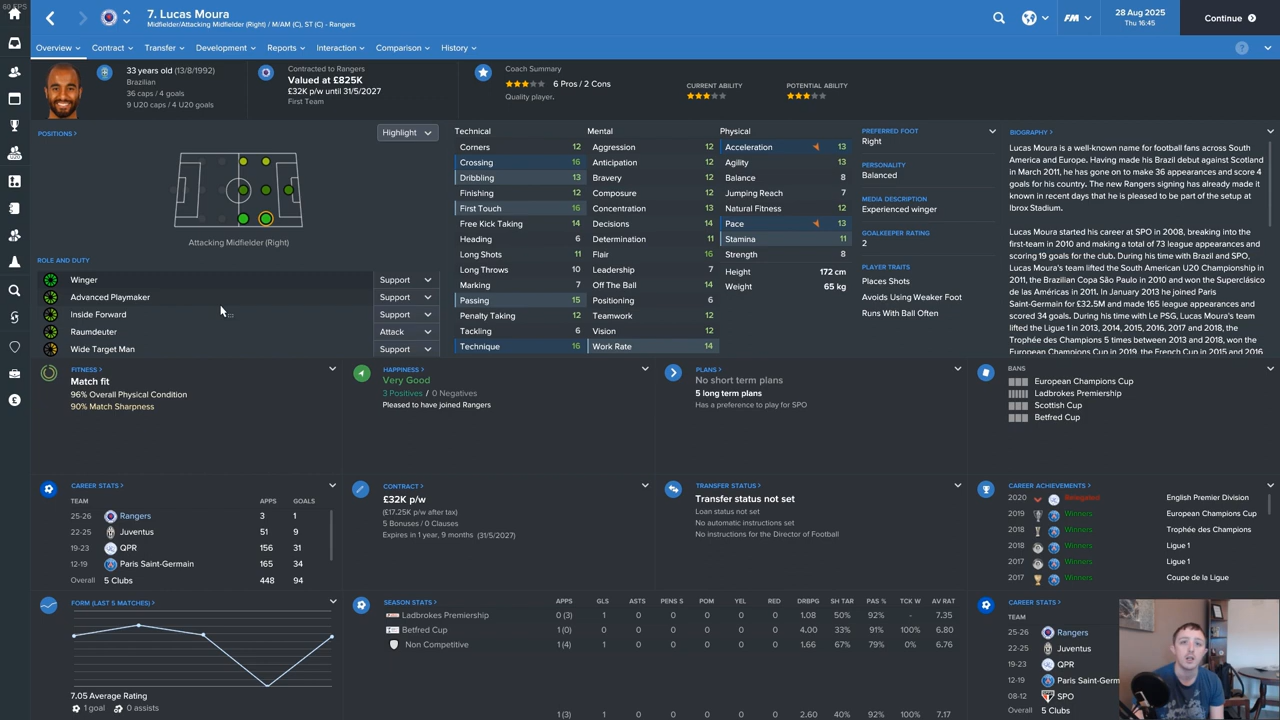 60 FPS
7. Lucas Moura
Midfielder/Attacking Midfielder (Right) / M/AM (C), ST (C) - Rangers
FM
28 Aug 2025
Thu 16:45
Continue
Overview
Contract
Transfer
Development
Reports
Interaction
Comparison
History
33 years old (13/8/1992)
Brazilian
36 caps / 4 goals
9 U20 caps / 4 U20 goals
Contracted to Rangers
Valued at £825K
£32K p/w until 31/5/2027
First Team
Coach Summary
6 Pros / 2 Cons
Quality player.
CURRENT ABILITY
POTENTIAL ABILITY
POSITIONS >
Highlight
Attacking Midfielder (Right)
ROLE AND DUTY
Winger Support
Advanced Playmaker Support
Inside Forward Support
Raumdeuter Attack
Wide Target Man Support
Technical
Corners 12
Crossing 16
Dribbling 13
Finishing 12
First Touch 16
Free Kick Taking 14
Heading 6
Long Shots 11
Long Throws 10
Marking 7
Passing 15
Penalty Taking 12
Tackling 6
Technique 16
Mental
Aggression 12
Anticipation 12
Bravery 12
Composure 12
Concentration 13
Decisions 14
Determination 11
Flair 16
Leadership 7
Off The Ball 14
Positioning 6
Teamwork 12
Vision 12
Work Rate 14
Physical
Acceleration 13
Agility 13
Balance 8
Jumping Reach 7
Natural Fitness 12
Pace 13
Stamina 11
Strength 8
Height 172 cm
Weight 65 kg
PREFERRED FOOT
Right
PERSONALITY
Balanced
MEDIA DESCRIPTION
Experienced winger
GOALKEEPER RATING
2
PLAYER TRAITS
Places Shots
Avoids Using Weaker Foot
Runs With Ball Often
BIOGRAPHY >
Lucas Moura is a well-known name for football fans across South
America and Europe. Having made his Brazil debut against Scotland
in March 2011, he has gone on to make 36 appearances and score 4
goals for his country. The new Rangers signing has already made it
known in recent days that he is pleased to be part of the setup at
Ibrox Stadium.
Lucas Moura started his career at SPO in 2008, breaking into the
first-team in 2010 and making a total of 73 league appearances and
scoring 19 goals. During his time with Brazil and SPO, Lucas
Moura's team lifted the South American U20 Championship in 2011,
the Brazilian Copa São Paulo in 2010 and won the Superclásico
de las Américas in 2011. In January 2013 he joined Paris
Saint-Germain for £32.5M and made 165 league appearances and
scored 34 goals. During his time with Le PSG, Lucas Moura's team
lifted the Ligue 1 in 2013, 2014, 2015, 2016, 2017 and 2018, the
Trophée des Champions 5 times between 2013 and 2018, won the
European Champions Cup in 2019, the French Cup in 2015 and 2016
FITNESS >
Match fit
96% Overall Physical Condition
90% Match Sharpness
HAPPINESS >
Very Good
3 Positives / 0 Negatives
Pleased to have joined Rangers
PLANS >
No short term plans
5 long term plans
Has a preference to play for SPO
BANS
European Champions Cup
Ladbrokes Premiership
Scottish Cup
Betfred Cup
CAREER STATS >
TEAM APPS GOALS
25-26 Rangers 3 1
22-25 Juventus 51 9
19-23 QPR 156 31
12-19 Paris Saint-Germain 165 34
Overall 5 Clubs 448 94
CONTRACT >
£32K p/w
(£17.25K p/w after tax)
5 Bonuses / 0 Clauses
Expires in 1 year, 9 months (31/5/2027)
TRANSFER STATUS >
Transfer status not set
Loan status not set
No automatic instructions set
No instructions for the Director of Football
CAREER ACHIEVEMENTS >
2020 Relegated English Premier Division
2019 Winners European Champions Cup
2018 Winners Trophée des Champions
2018 Winners Ligue 1
2017 Winners Ligue 1
2017 Winners Coupe de la Ligue
FORM (LAST 5 MATCHES) >
7.05 Average Rating
1 goal 0 assists
SEASON STATS > APPS GLS ASTS PENS S POM YEL RED DRBPG SH TAR PAS % TCK W AV RAT
Ladbrokes Premiership 0 (3) 1 0 0 0 0 0 1.08 50% 92% - 7.35
Betfred Cup 1 (0) 0 0 0 0 0 0 4.00 33% 91% 100% 6.80
Non Competitive 1 (4) 1 0 0 0 0 0 1.66 67% 79% 0% 6.76
1 (3) 1 0 0 0 0 0 2.60 40% 92% 100% 7.17
CAREER STATS >
TEAM
25-26 Rangers
22-25 Juventus
19-23 QPR
12-19 Paris Saint-Germ
08-12 SPO
Overall 5 Clubs